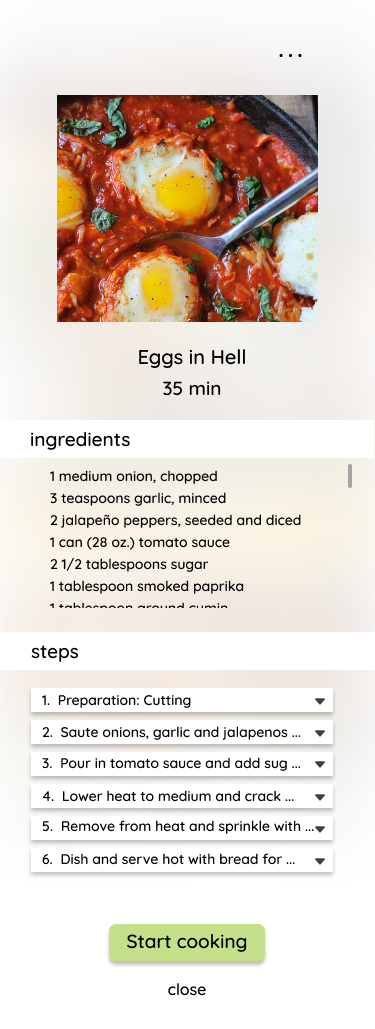 ...
Eggs in Hell
35 min
ingredients
1 medium onion, chopped
3 teaspoons garlic, minced
2 jalapeño peppers, seeded and diced
1 can (28 oz.) tomato sauce
2 1/2 tablespoons sugar
1 tablespoon smoked paprika
1 tablespoon ground cumin
steps
1. Preparation: Cutting
2. Saute onions, garlic and jalapenos ...
3. Pour in tomato sauce and add sug ...
4. Lower heat to medium and crack ...
5. Remove from heat and sprinkle with ...
6. Dish and serve hot with bread for ...
Start cooking
close